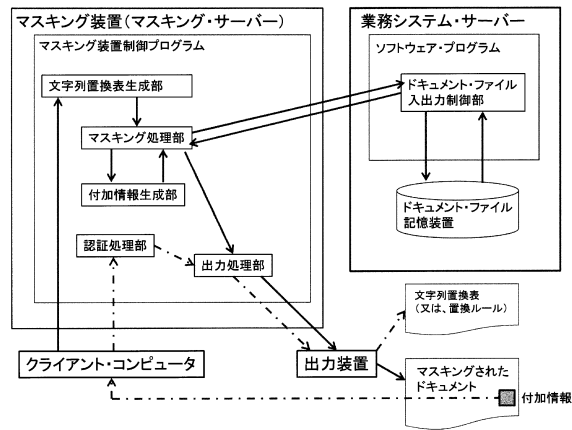 マスキング装置(マスキング・サーバー)
マスキング装置制御プログラム
文字列置換表生成部
マスキング処理部
付加情報生成部
認証処理部
出力処理部
業務システム・サーバー
ソフトウェア・プログラム
ドキュメント・ファイル
入出力制御部
ドキュメント・ファイル
記憶装置
文字列置換表
(又は、置換ルール)
クライアント・コンピュータ
出力装置
マスキングされた
ドキュメント
付加情報